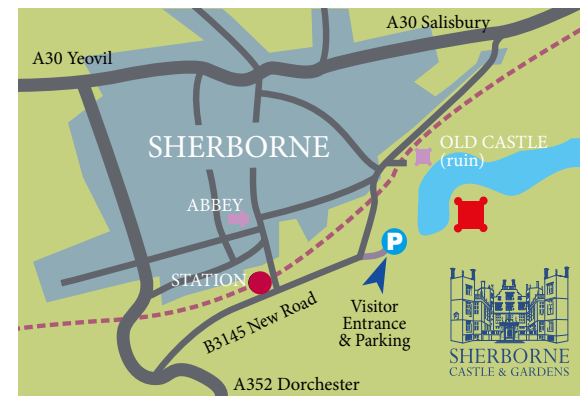 A30 Salisbury
A30 Yeovil
SHERBORNE
OLD CASTLE
(ruin)
ABBEY
P
STATION
Visitor
Entrance
& Parking
B3145 New Road
SHERBORNE
CASTLE & GARDENS
A352 Dorchester